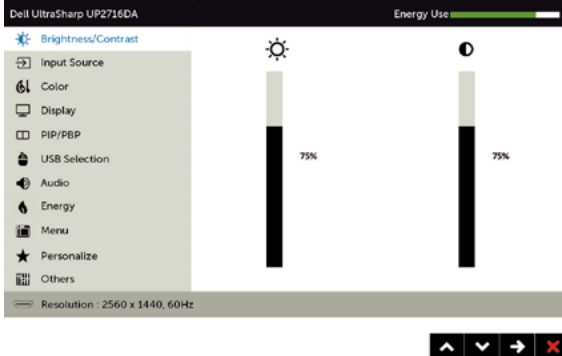 Dell UltraSharp UP2716DA
Energy Use
Brightness/Contrast
Input Source
Color
Display
PIP/PBP
USB Selection
Audio
Energy
Menu
Personalize
Others
75%
75%
Resolution : 2560 x 1440, 60Hz